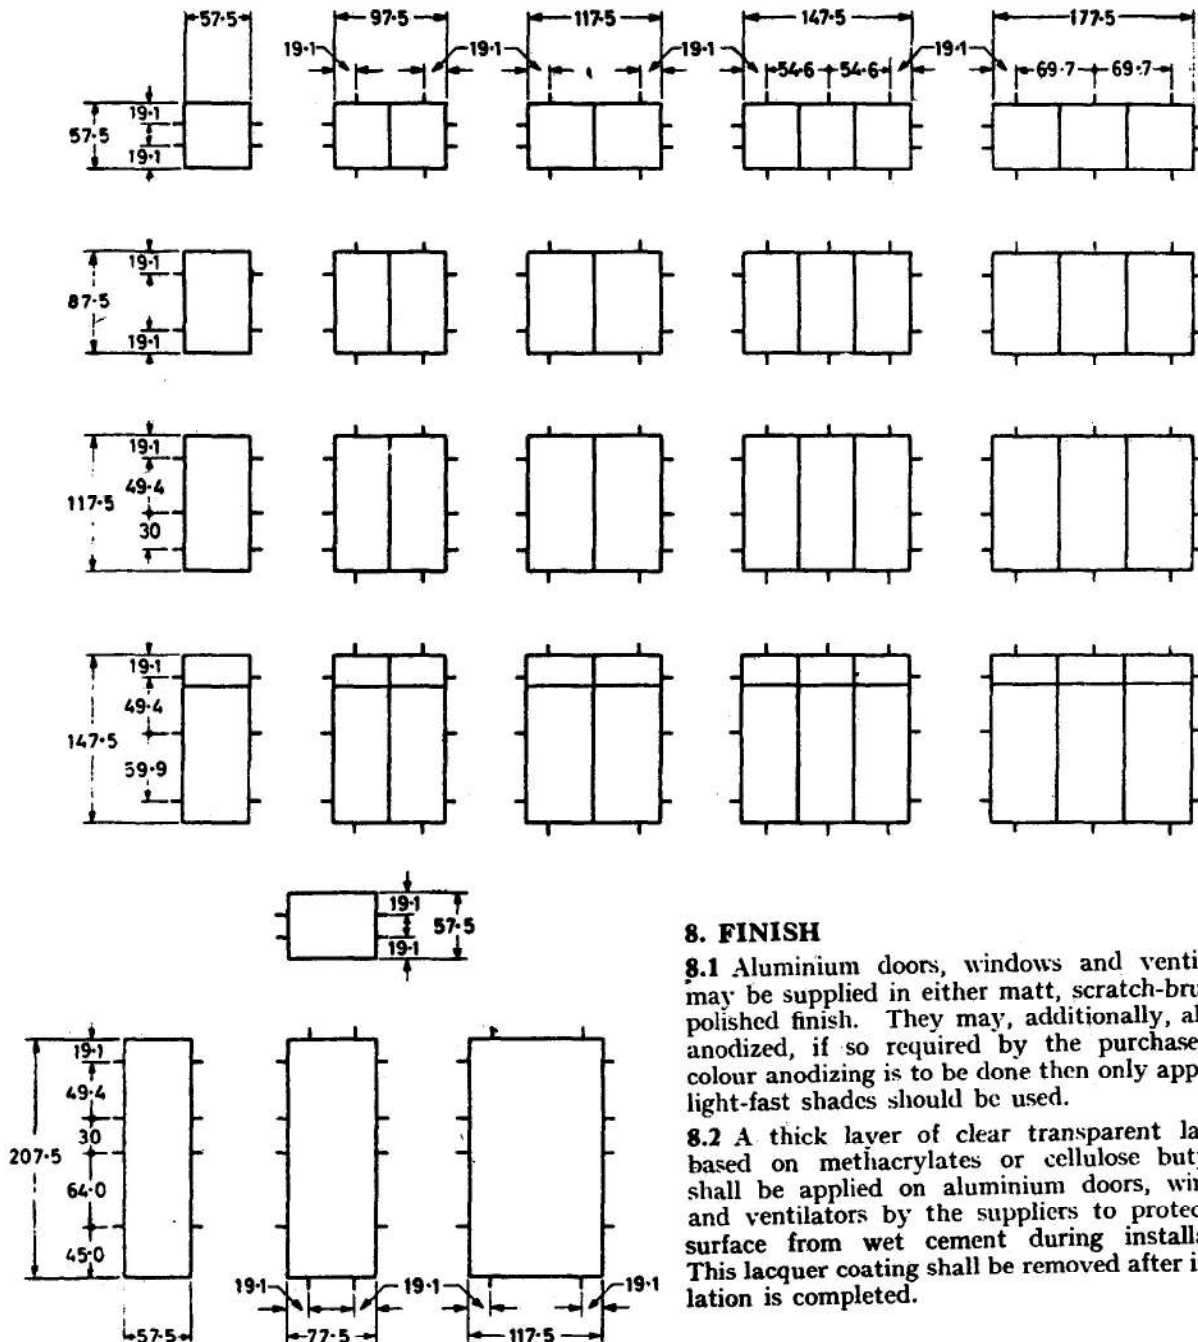 57·5 97·5 117·5 147·5 177·5
19·1 19·1 19·1 19·1
54·6 54·6 69·7 69·7
19·1
57·5
19·1
19·1
87·5
19·1
19·1
49·4
117·5
30
19·1
49·4
147·5
59·9
19·1
57·5
19·1
8. FINISH
8.1 Aluminium doors, windows and venti
may be supplied in either matt, scratch-bru
polished finish. They may, additionally, al
anodized, if so required by the purchase
colour anodizing is to be done then only app
light-fast shades should be used.
8.2 A thick layer of clear transparent la
based on methacrylates or cellulose but
shall be applied on aluminium doors, win
and ventilators by the suppliers to protec
surface from wet cement during installa
This lacquer coating shall be removed after i
lation is completed.
19·1
49·4
30
207·5
64·0
45·0
19·1 19·1 19·1
57·5 77·5 117·5